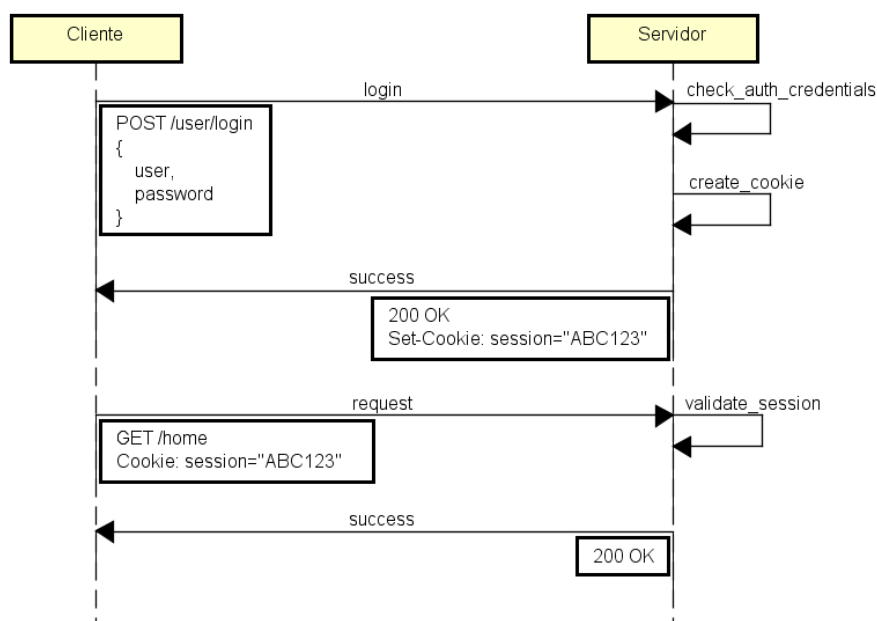 Cliente
Servidor
login
check_auth_credentials
POST /user/login
{
user,
password
}
create_cookie
success
200 OK
Set-Cookie: session="ABC123"
request
validate_session
GET /home
Cookie: session="ABC123"
success
200 OK